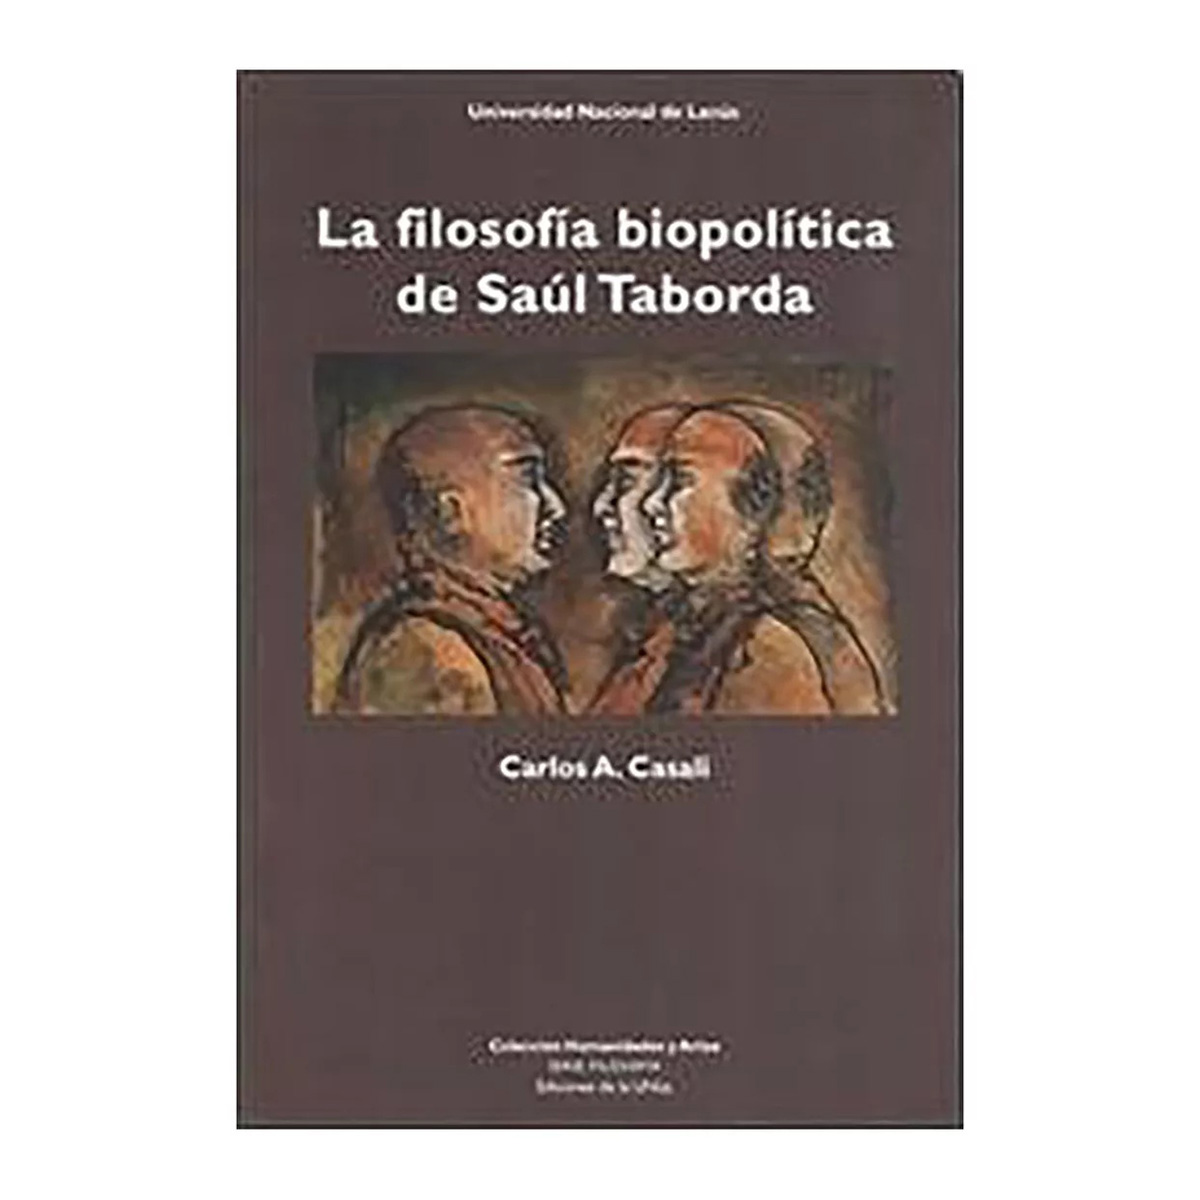 Universidad Nacional de Lanús
La filosofía biopolítica
de Saúl Taborda
Carlos A. Casali
Colección Humanidades y Artes
SERIE FILOSOFÍA
Ediciones de la UNLa